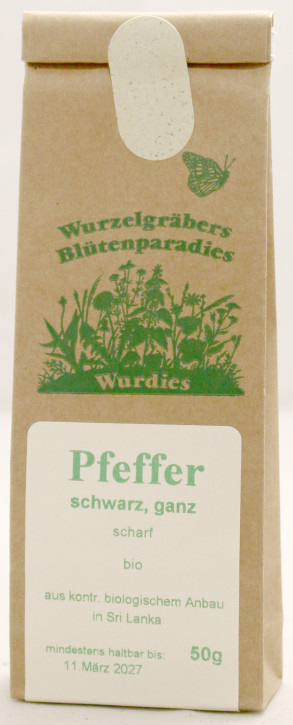 Wurzelgräbers
Blütenparadies
Wurdies
Pfeffer
schwarz, ganz
scharf
bio
aus kontr. biologischem Anbau
in Sri Lanka
mindestens haltbar bis: 50g
11.März 2027